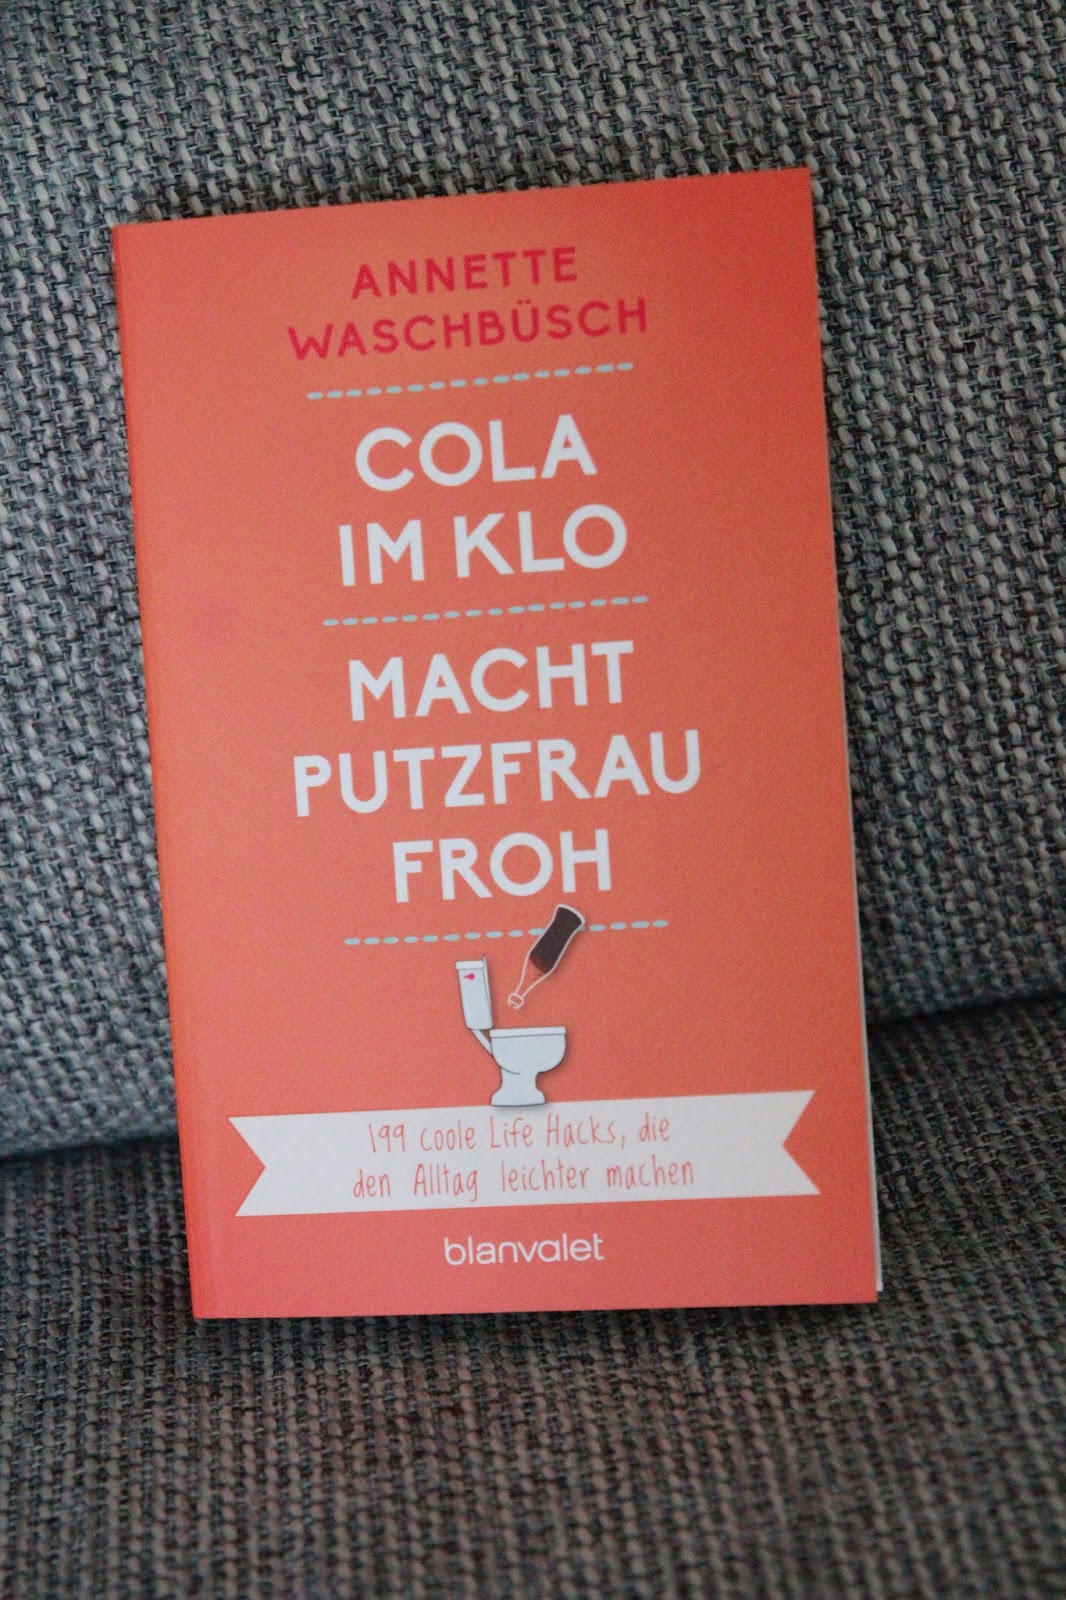 ANNETTE
WASCHBÜSCH
COLA
IM KLO
MACHT
PUTZFRAU
FROH
199 coole Life Hacks, die
den Alltag leichter machen
blanvalet